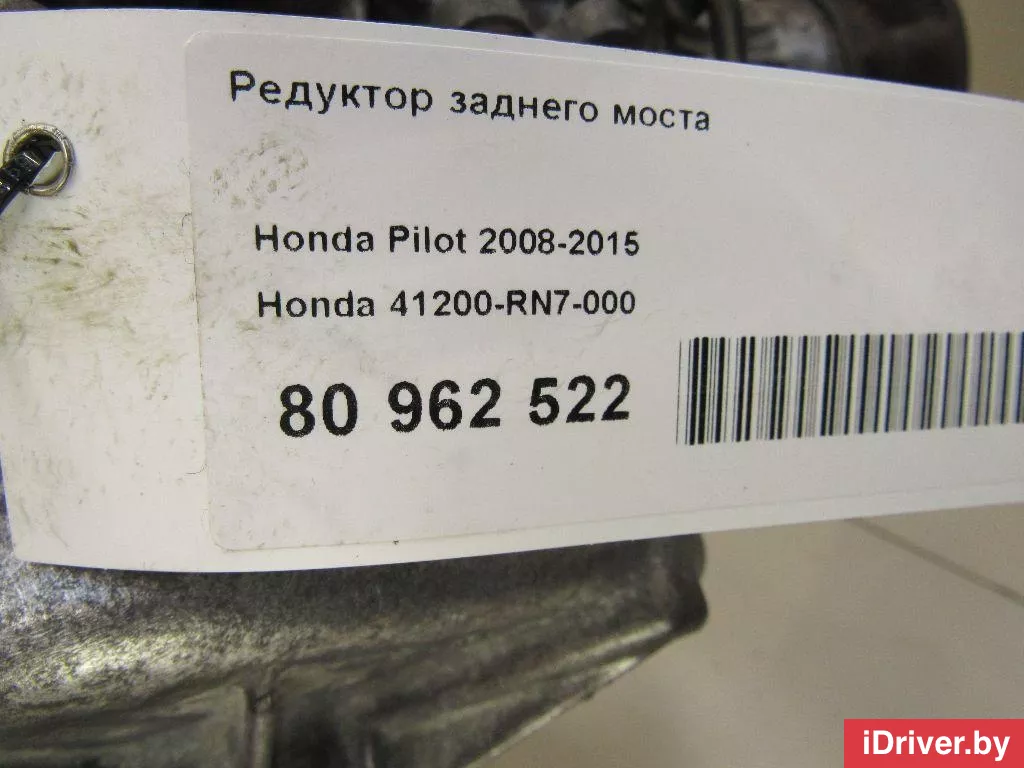 Редуктор заднего моста
Honda Pilot 2008-2015
Honda 41200-RN7-000
80 962 522
iDriver.by